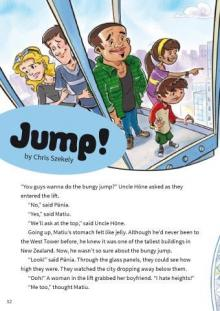 Jump!
by Chris Szekely
"You guys wanna do the bungy jump?" Uncle Hōne asked as they
entered the lift.
"No," said Pānia.
"Yes," said Matiu.
"We'll ask at the top," said Uncle Hōne.
Going up, Matiu's stomach felt like jelly. Although he'd never been to
the West Tower before, he knew it was one of the tallest buildings in
New Zealand. Now, he wasn't so sure about the bungy jump.
"Look!" said Pānia. Through the glass panels, they could see how
high they were. They watched the city dropping away below them.
"Ooh!" A woman in the lift grabbed her boyfriend. "I hate heights!"
"Me too," thought Matiu.
12